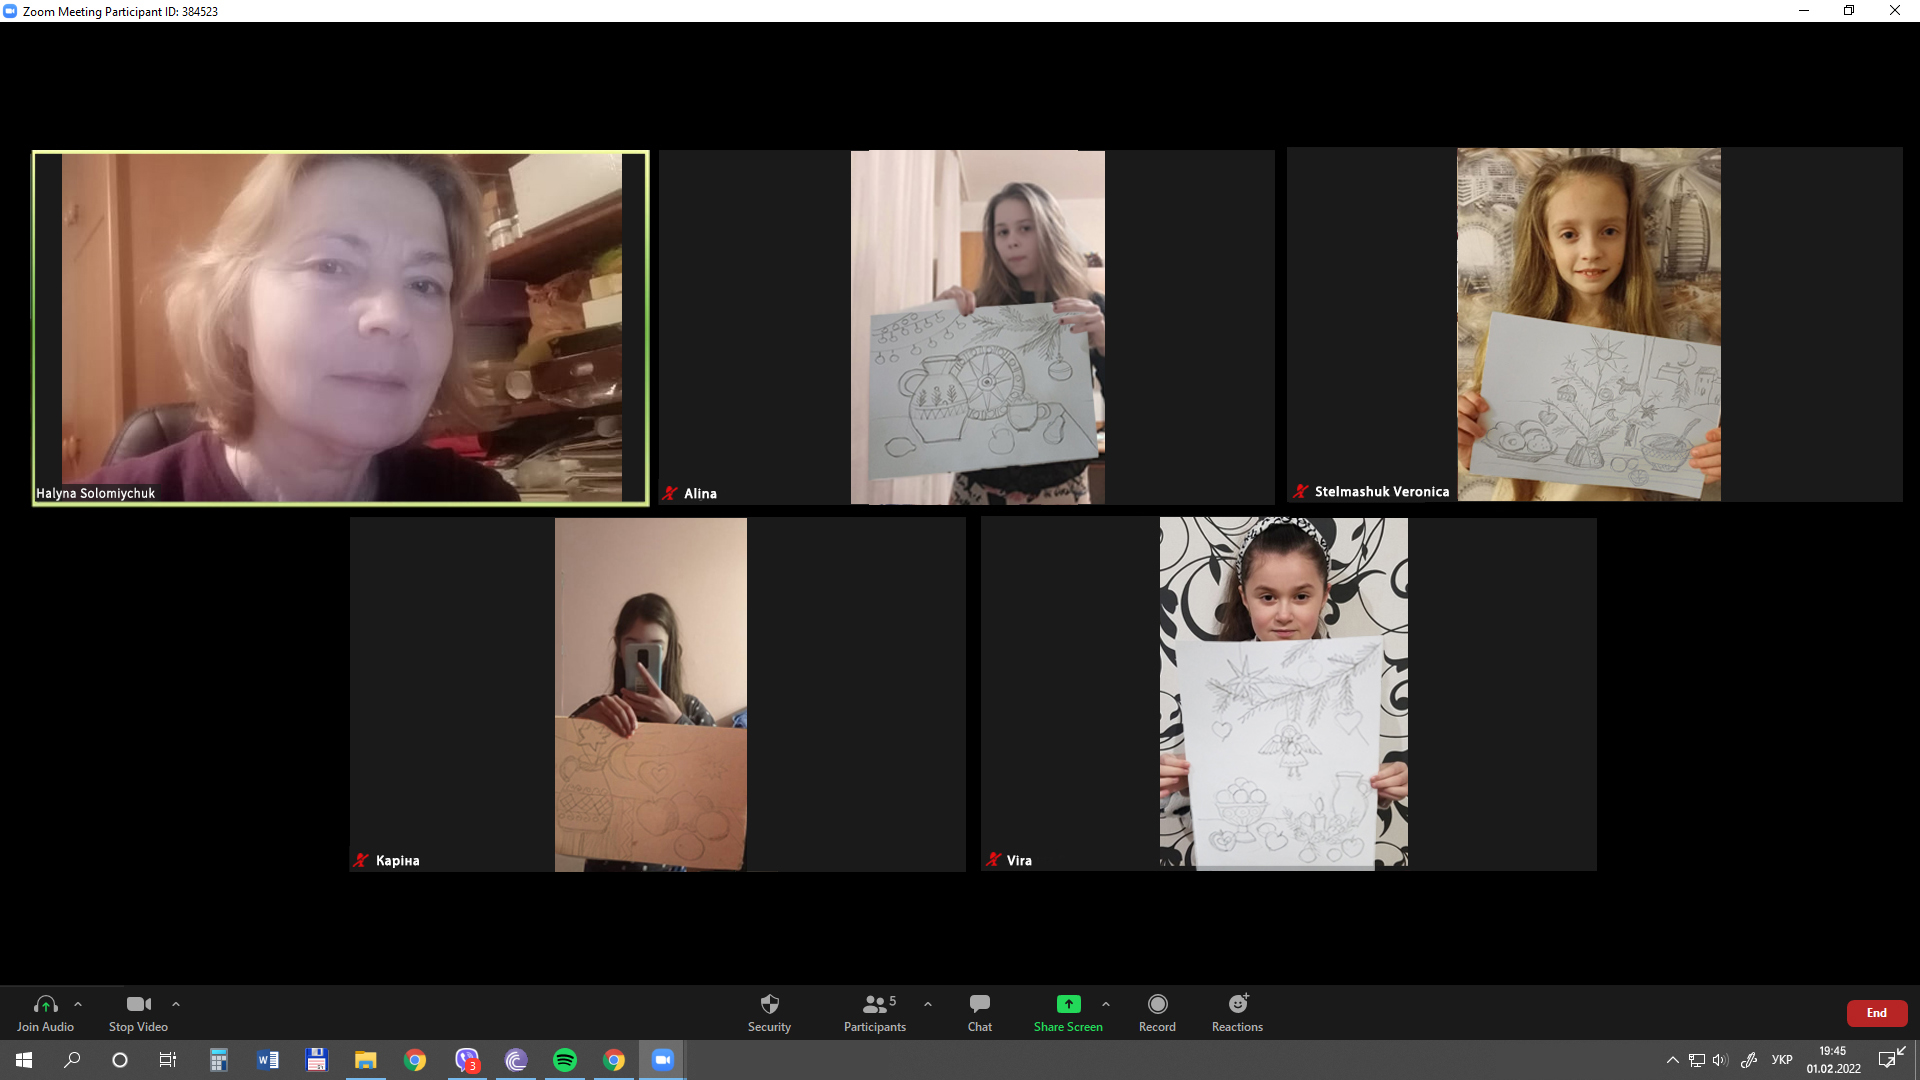 Zoom Meeting Participant ID: 384523
Halyna Solomiychuk
Alina
Stelmashuk Veronica
Каріна
Vira
Join Audio
Stop Video
Security
5
Participants
Chat
Share Screen
Record
Reactions
End
3
УКР
19:45
01.02.2022